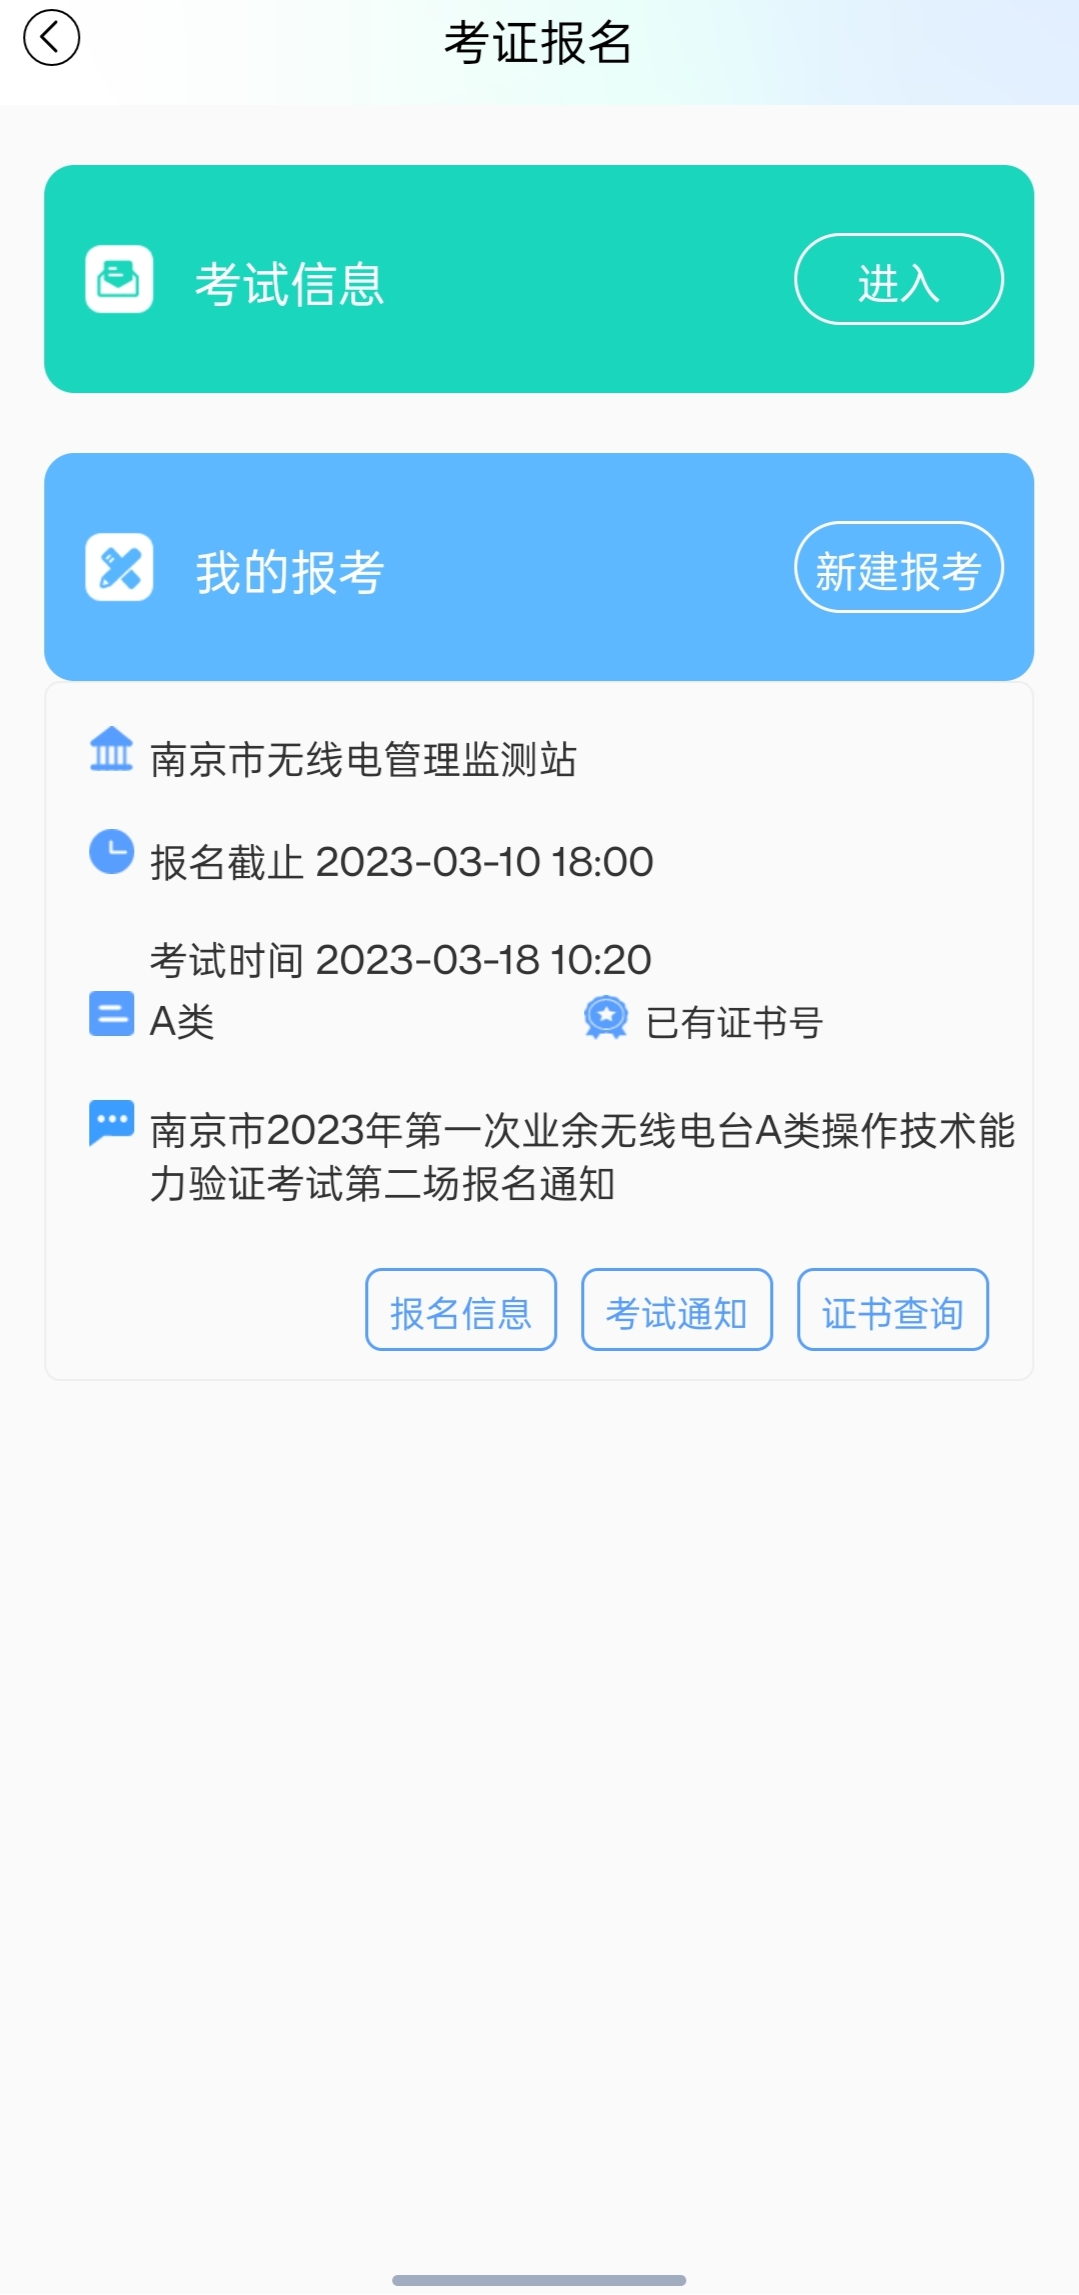 考证报名
考试信息
进入
我的报考
新建报考
南京市无线电管理监测站
报名截止 2023-03-10 18:00
考试时间 2023-03-18 10:20
A类
已有证书号
南京市2023年第一次业余无线电台A类操作技术能
力验证考试第二场报名通知
报名信息
考试通知
证书查询